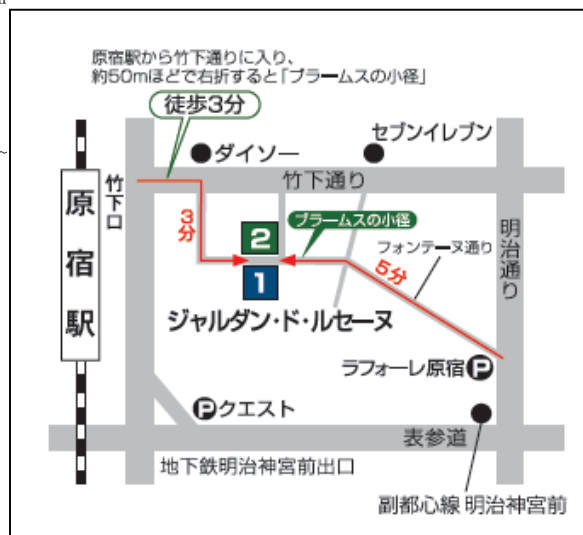 原宿駅から竹下通りに入り、
約50mほどで右折すると「ブラームスの小径」
徒歩3分
セブンイレブン
ダイソー
竹下通り
竹下口
原宿駅
3分
2
ブラームスの小径
フォンテーヌ通り
明治通り
5分
1
ジャルダン・ド・ルセーヌ
ラフォーレ原宿P
Pクエスト
表参道
地下鉄明治神宮前出口
副都心線 明治神宮前